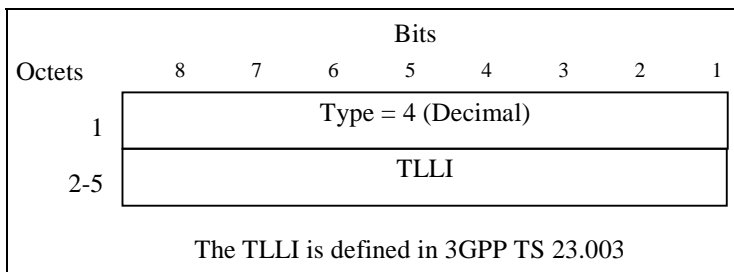 Bits
Octets 8 7 6 5 4 3 2 1
1 Type = 4 (Decimal)
2-5 TLLI
The TLLI is defined in 3GPP TS 23.003